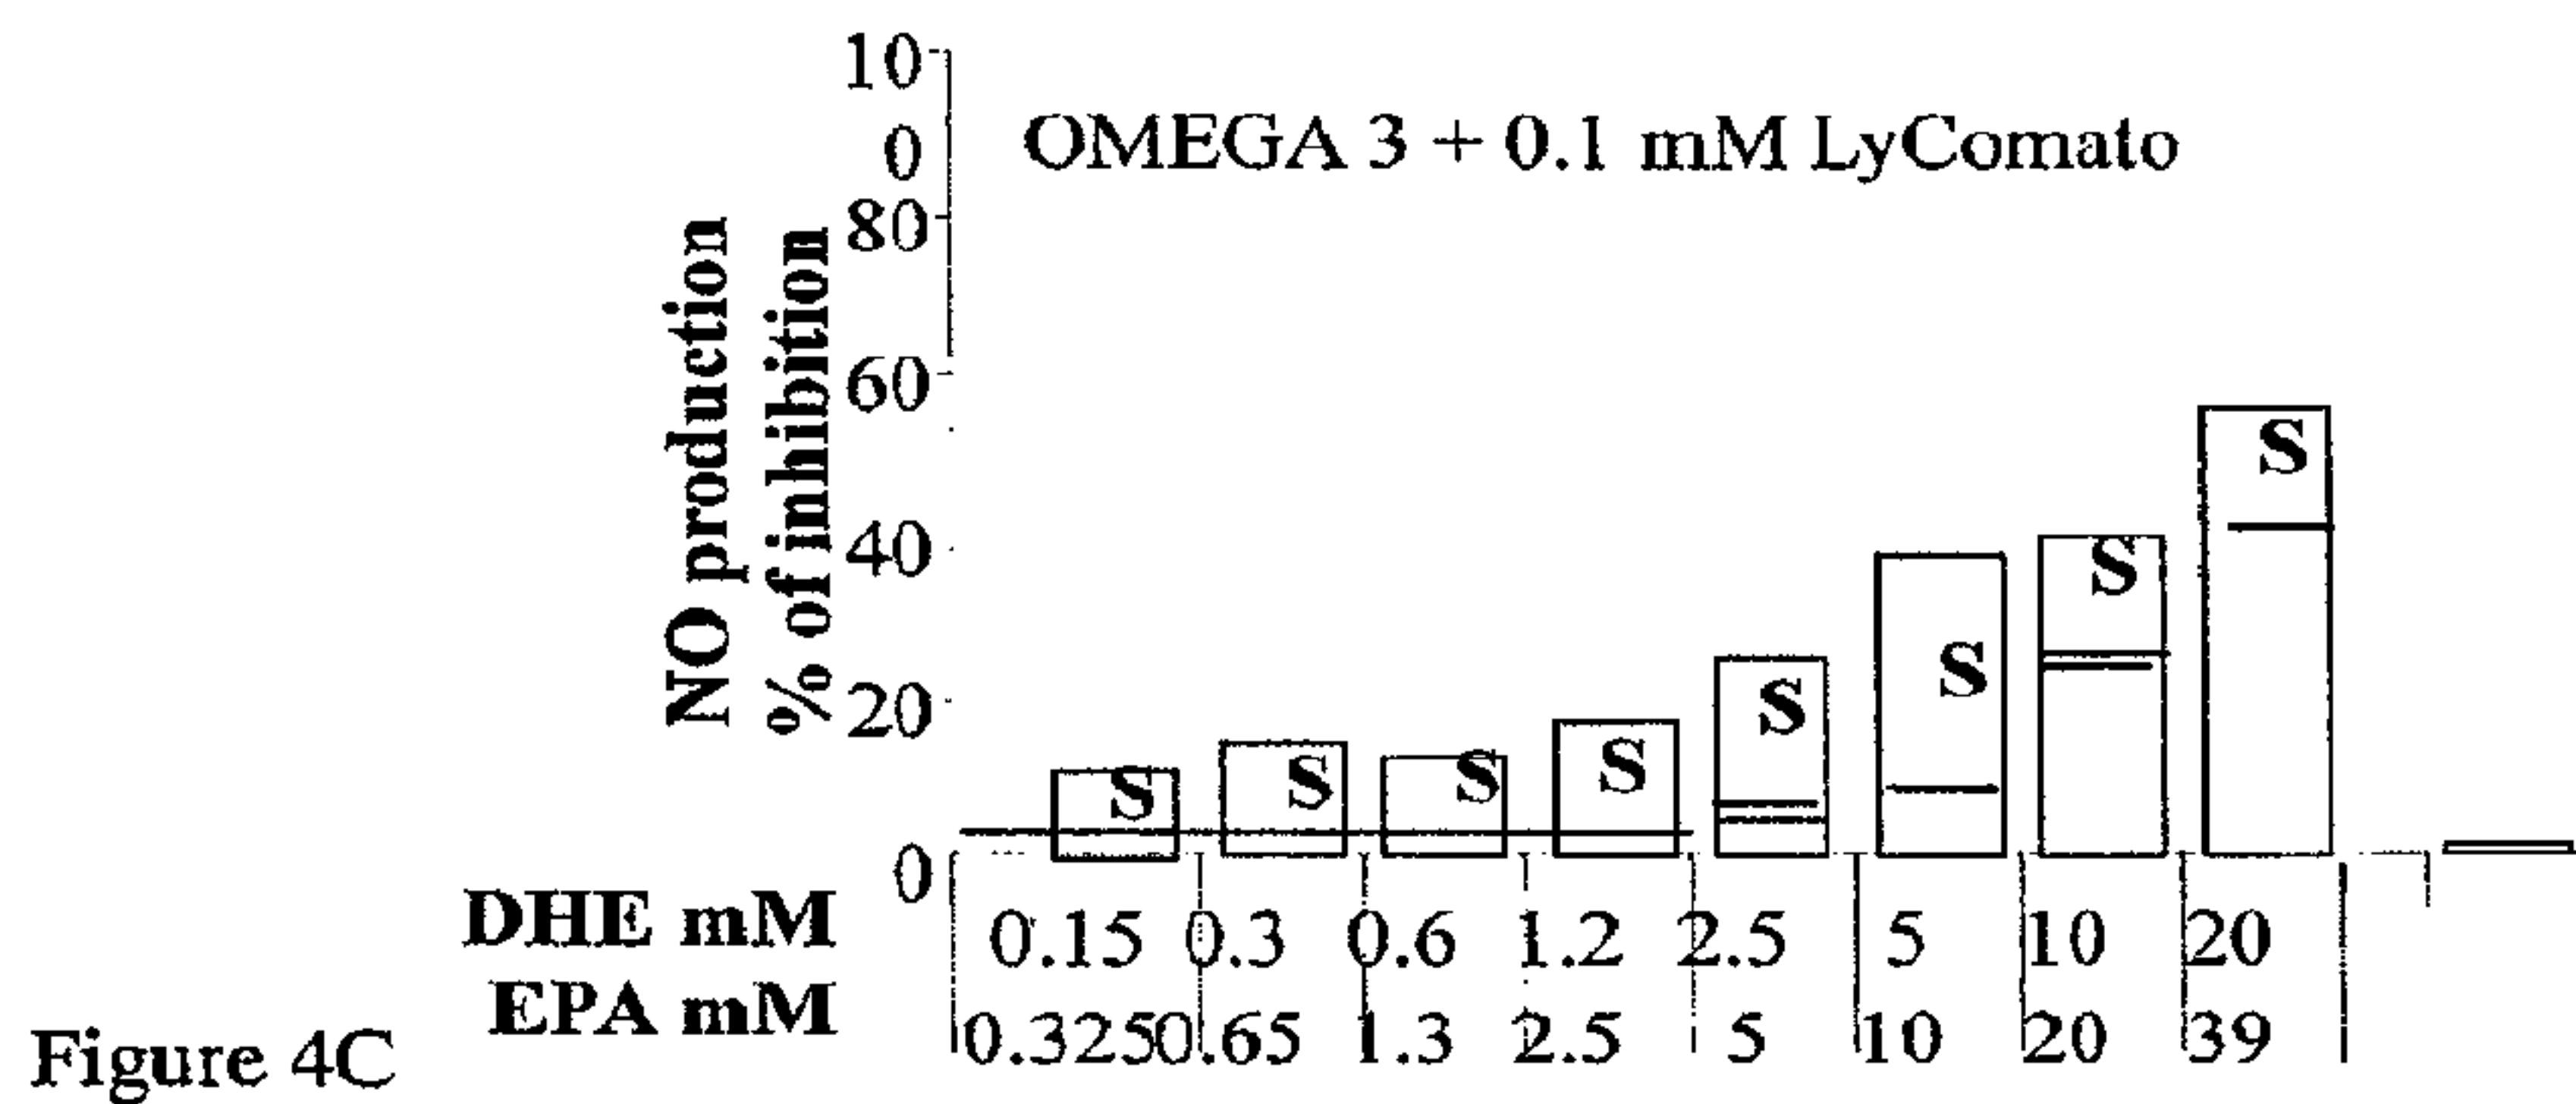 10
0
OMEGA 3 + 0.1 mM LyComato
80
60
40
20
0
NO production
% of inhibition
S S S S S S S S
DHE mM 0.15 0.3 0.6 1.2 2.5 5 10 20
EPA mM 0.325 0.65 1.3 2.5 5 10 20 39
Figure 4C